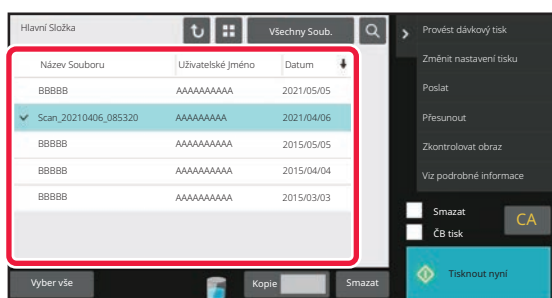 Hlavní Složka
Všechny Soub.
Název Souboru Uživatelské Jméno Datum
BBBBB AAAAAAAAAA 2021/05/05
Scan_20210406_085320 AAAAAAAAA 2021/04/06
BBBBB AAAAAAAAAA 2015/05/05
BBBBB AAAAAAAAAA 2015/04/04
BBBBB AAAAAAAAAA 2015/03/03
Vyber vše
Kopie
Smazat
Provést dávkový tisk
Změnit nastavení tisku
Poslat
Přesunout
Zkontrolovat obraz
Viz podrobné informace
Smazat
ČB tisk
CA
Tisknout nyní